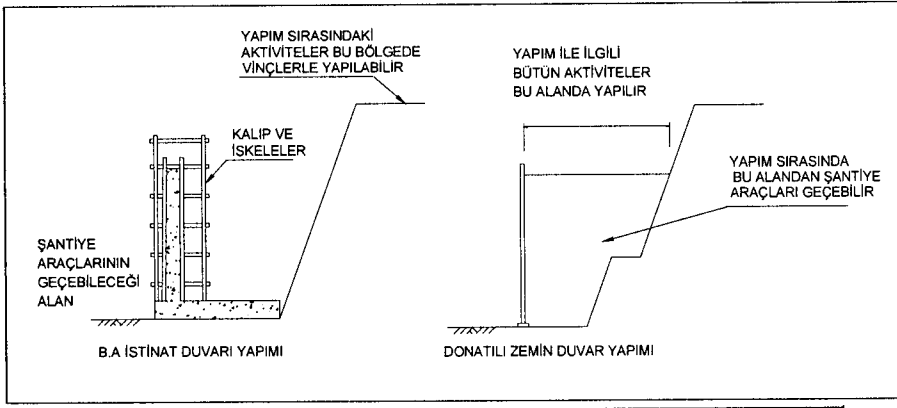 YAPIM SIRASINDAKİ
AKTİVİTELER BU BÖLGEDE
VİNÇLERLE YAPILABİLİR
KALIP VE
İSKELELER
ŞANTİYE
ARAÇLARININ
GEÇEBİLECEĞİ
ALAN
B.A İSTİNAT DUVARI YAPIMI
YAPIM İLE İLGİLİ
BÜTÜN AKTİVİTELER
BU ALANDA YAPILIR
YAPIM SIRASINDA
BU ALANDAN ŞANTİYE
ARAÇLARI GEÇEBİLİR
DONATILI ZEMİN DUVAR YAPIMI